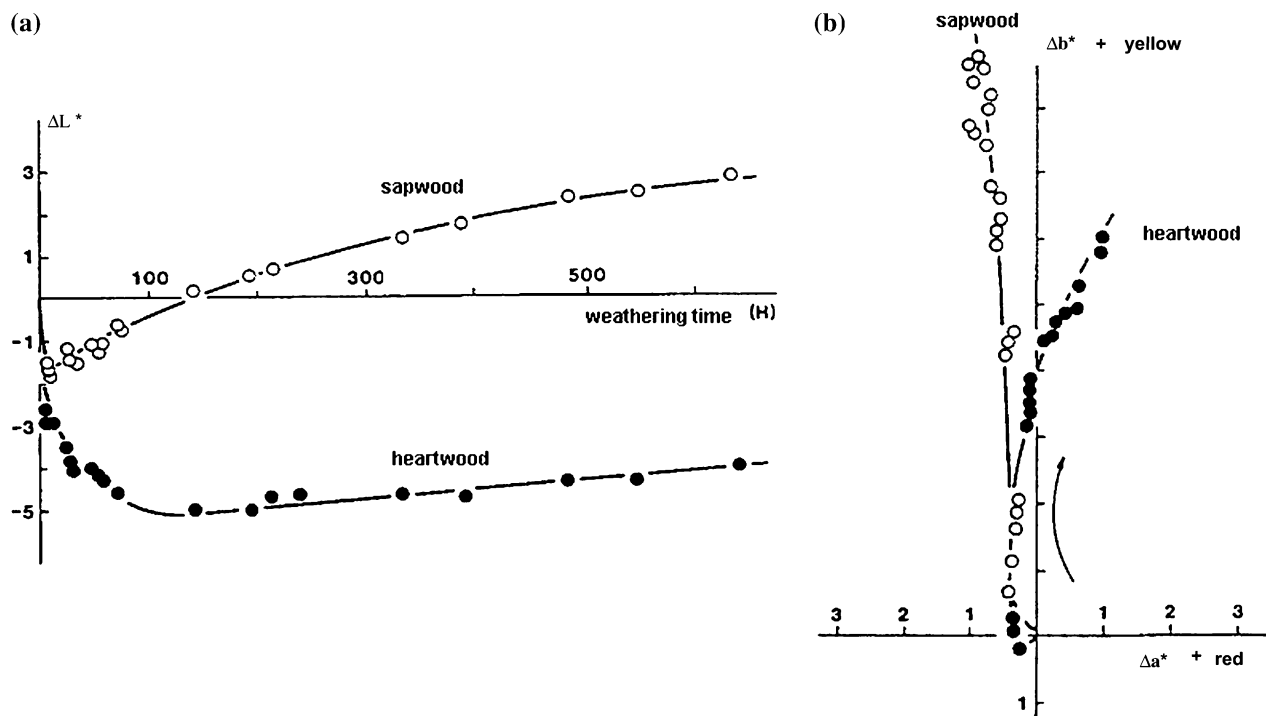 (a)
ΔL *
3
1
-1
-3
-5
sapwood
100 300 500
weathering time (H)
heartwood
(b)
sapwood
Δb* + yellow
heartwood
3 2 1 1 2 3
Δa* + red
1